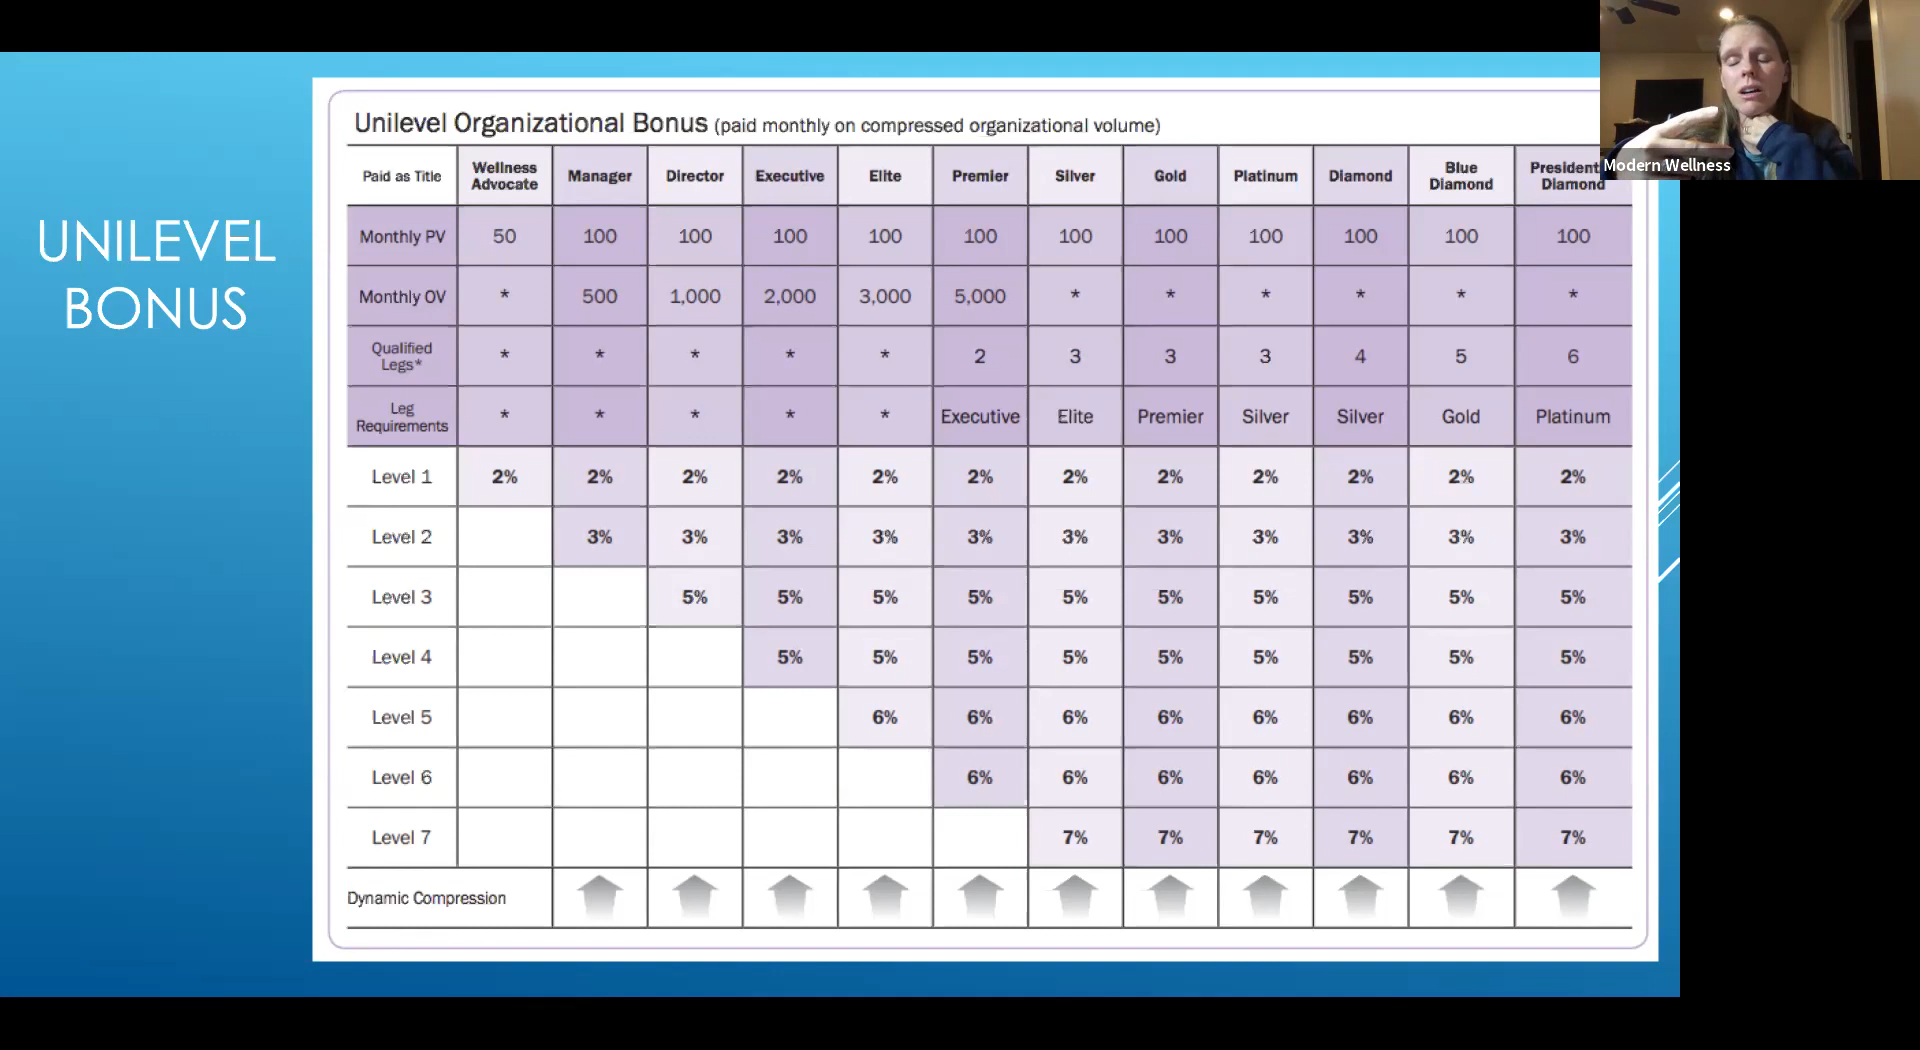 UNILEVEL
BONUS
Unilevel Organizational Bonus (paid monthly on compressed organizational volume)
Paid as Title Wellness Advocate Manager Director Executive Elite Premier Silver Gold Platinum Diamond Blue Diamond President Diamond
Monthly PV 50 100 100 100 100 100 100 100 100 100 100 100
Monthly OV * 500 1,000 2,000 3,000 5,000 * * * * * *
Qualified Legs* * * * * * 2 3 3 3 4 5 6
Leg Requirements * * * * * Executive Elite Premier Silver Silver Gold Platinum
Level 1 2% 2% 2% 2% 2% 2% 2% 2% 2% 2% 2% 2%
Level 2 3% 3% 3% 3% 3% 3% 3% 3% 3% 3% 3%
Level 3 5% 5% 5% 5% 5% 5% 5% 5% 5% 5%
Level 4 5% 5% 5% 5% 5% 5% 5% 5% 5%
Level 5 6% 6% 6% 6% 6% 6% 6% 6%
Level 6 6% 6% 6% 6% 6% 6% 6%
Level 7 7% 7% 7% 7% 7% 7%
Dynamic Compression
Modern Wellness